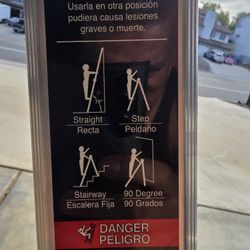 Usarla en otra posición
pudiera causa lesiones
graves o muerte.
75°
Straight
Recta
Step
Peldaño
Stairway
Escalera Fija
90 Degree
90 Grados
DANGER
PELIGRO